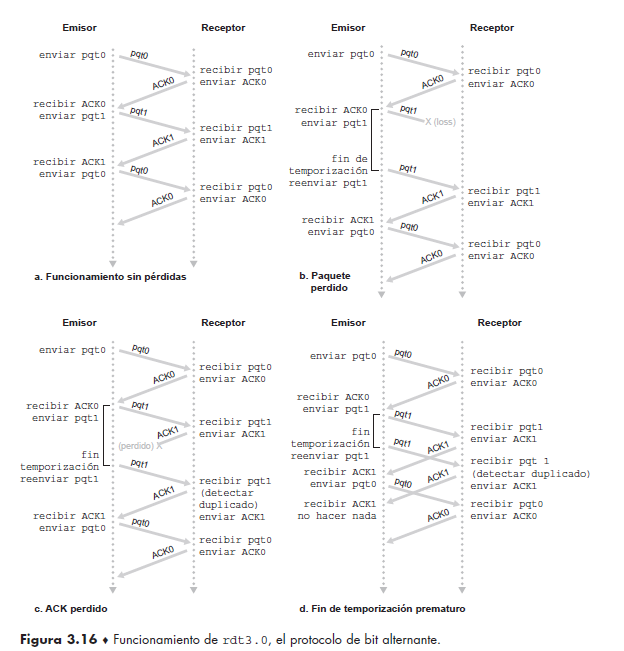 Emisor
Receptor
enviar pqt0
pqt0
recibir pqt0
enviar ACK0
ACK0
recibir ACK0
enviar pqt1
pqt1
recibir pqt1
enviar ACK1
ACK1
recibir ACK1
enviar pqt0
pqt0
recibir pqt0
enviar ACK0
ACK0
a. Funcionamiento sin pérdidas
Emisor
Receptor
enviar pqt0
pqt0
recibir pqt0
enviar ACK0
ACK0
recibir ACK0
enviar pqt1
pqt1
X (loss)
fin de
temporización
reenviar pqt1
pqt1
recibir pqt1
enviar ACK1
ACK1
recibir ACK1
enviar pqt0
pqt0
recibir pqt0
enviar ACK0
ACK0
b. Paquete
perdido
Emisor
Receptor
enviar pqt0
pqt0
recibir pqt0
enviar ACK0
ACK0
recibir ACK0
enviar pqt1
pqt1
recibir pqt1
enviar ACK1
ACK1
(perdido) X
fin
temporización
reenviar pqt1
pqt1
recibir pqt1
(detectar
duplicado)
enviar ACK1
ACK1
recibir ACK1
enviar pqt0
pqt0
recibir pqt0
enviar ACK0
ACK0
c. ACK perdido
Emisor
Receptor
enviar pqt0
pqt0
recibir pqt0
enviar ACK0
ACK0
recibir ACK0
enviar pqt1
pqt1
recibir pqt1
enviar ACK1
fin
temporización
reenviar pqt1
pqt1
ACK1
recibir pqt 1
(detectar duplicado)
enviar ACK1
recibir ACK1
enviar pqt0
pqt0
ACK1
recibir pqt0
enviar ACK0
recibir ACK1
no hacer nada
ACK0
d. Fin de temporización prematuro
Figura 3.16 ♦ Funcionamiento de rdt3.0, el protocolo de bit alternante.